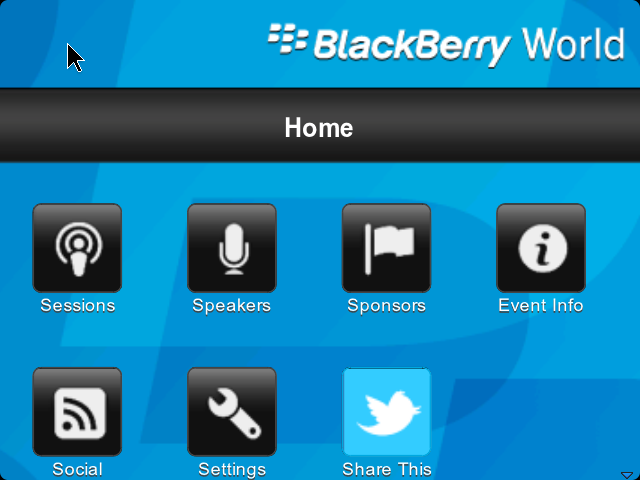 BlackBerry World
Home
Sessions
Speakers
Sponsors
Event Info
Social
Settings
Share This